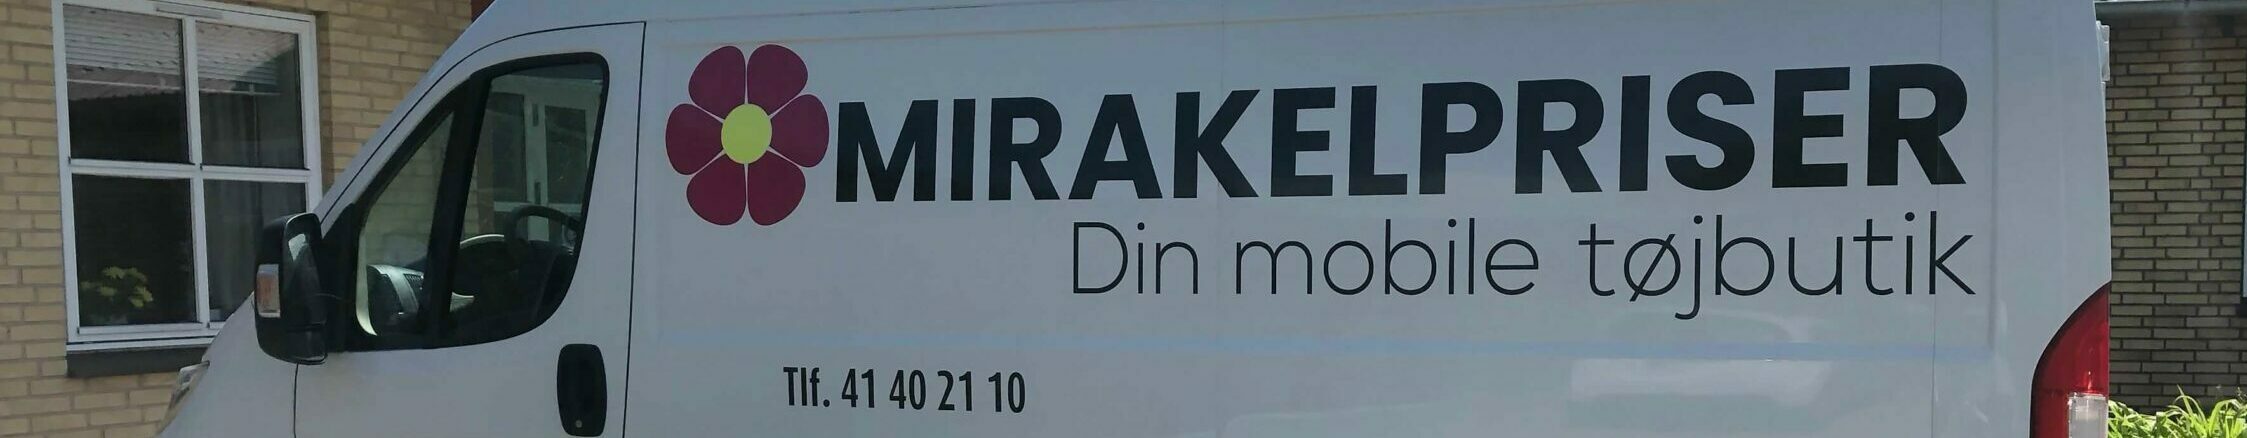 MIRAKELPRISER
Din mobile tøjbutik
Tlf. 41 40 21 10